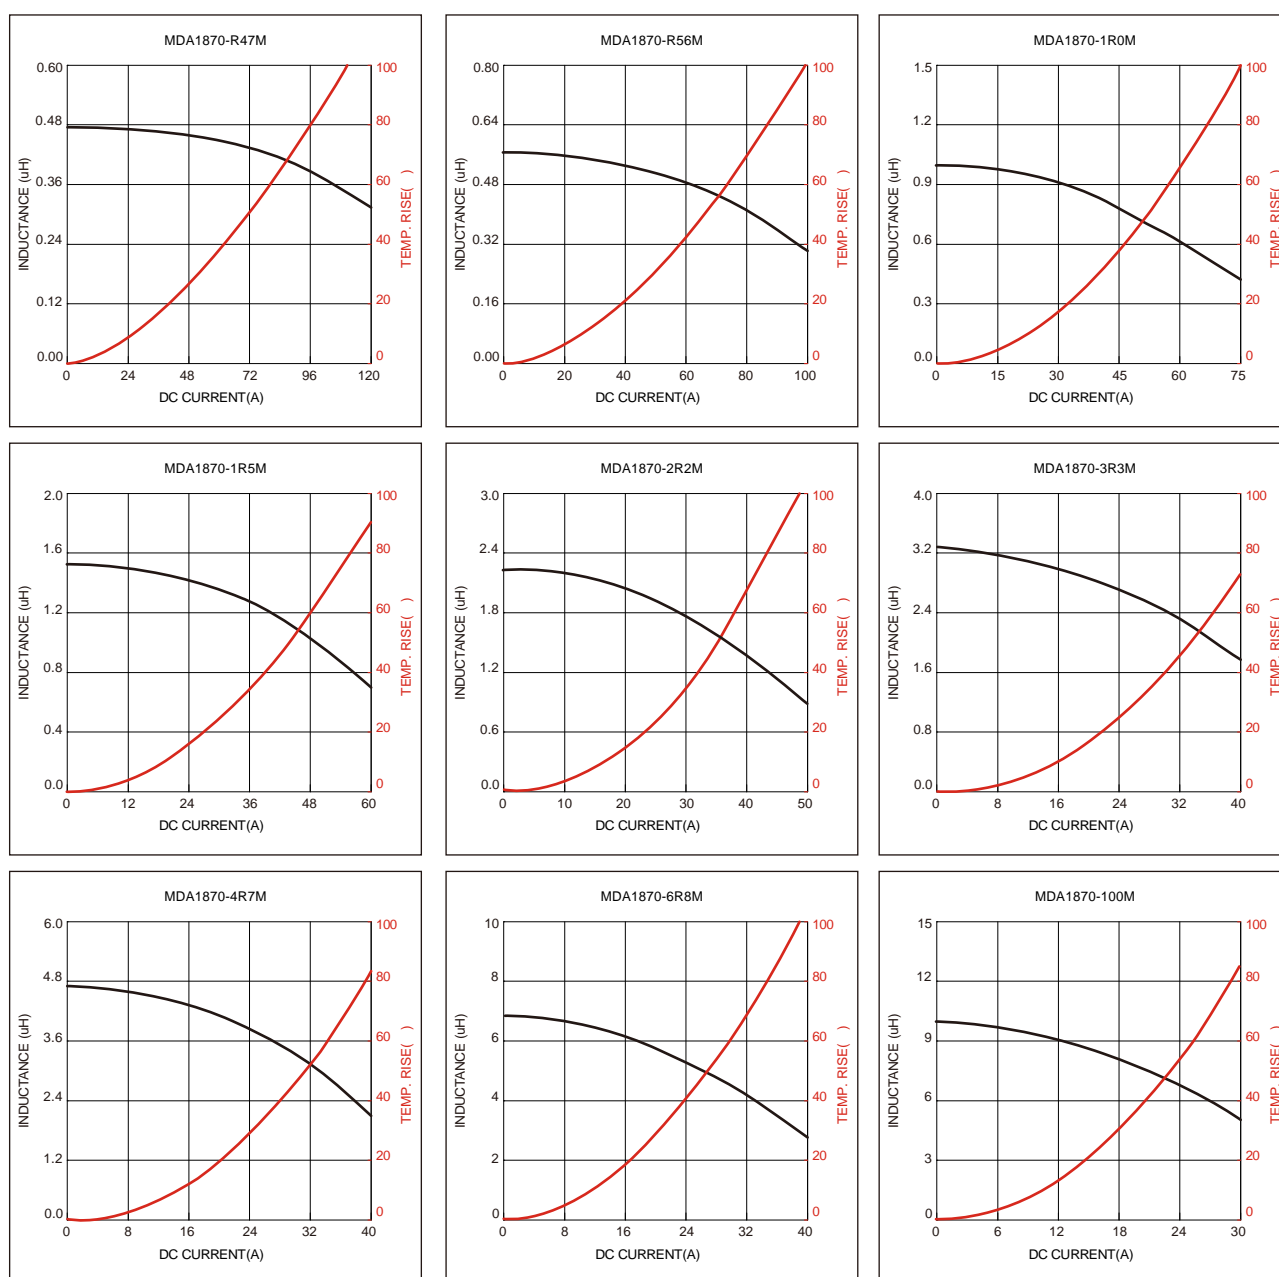 MDA1870-R47M
0.60
0.48
0.36
0.24
0.12
0.00
INDUCTANCE (uH)
100
80
60
40
20
0
TEMP. RISE( )
0 24 48 72 96 120
DC CURRENT(A)
MDA1870-R56M
0.80
0.64
0.48
0.32
0.16
0.00
INDUCTANCE (uH)
100
80
60
40
20
0
TEMP. RISE( )
0 20 40 60 80 100
DC CURRENT(A)
MDA1870-1R0M
1.5
1.2
0.9
0.6
0.3
0.0
INDUCTANCE (uH)
100
80
60
40
20
0
TEMP. RISE( )
0 15 30 45 60 75
DC CURRENT(A)
MDA1870-1R5M
2.0
1.6
1.2
0.8
0.4
0.0
INDUCTANCE (uH)
100
80
60
40
20
0
TEMP. RISE( )
0 12 24 36 48 60
DC CURRENT(A)
MDA1870-2R2M
3.0
2.4
1.8
1.2
0.6
0.0
INDUCTANCE (uH)
100
80
60
40
20
0
TEMP. RISE( )
0 10 20 30 40 50
DC CURRENT(A)
MDA1870-3R3M
4.0
3.2
2.4
1.6
0.8
0.0
INDUCTANCE (uH)
100
80
60
40
20
0
TEMP. RISE( )
0 8 16 24 32 40
DC CURRENT(A)
MDA1870-4R7M
6.0
4.8
3.6
2.4
1.2
0.0
INDUCTANCE (uH)
100
80
60
40
20
0
TEMP. RISE( )
0 8 16 24 32 40
DC CURRENT(A)
MDA1870-6R8M
10
8
6
4
2
0
INDUCTANCE (uH)
100
80
60
40
20
0
TEMP. RISE( )
0 8 16 24 32 40
DC CURRENT(A)
MDA1870-100M
15
12
9
6
3
0
INDUCTANCE (uH)
100
80
60
40
20
0
TEMP. RISE( )
0 6 12 18 24 30
DC CURRENT(A)